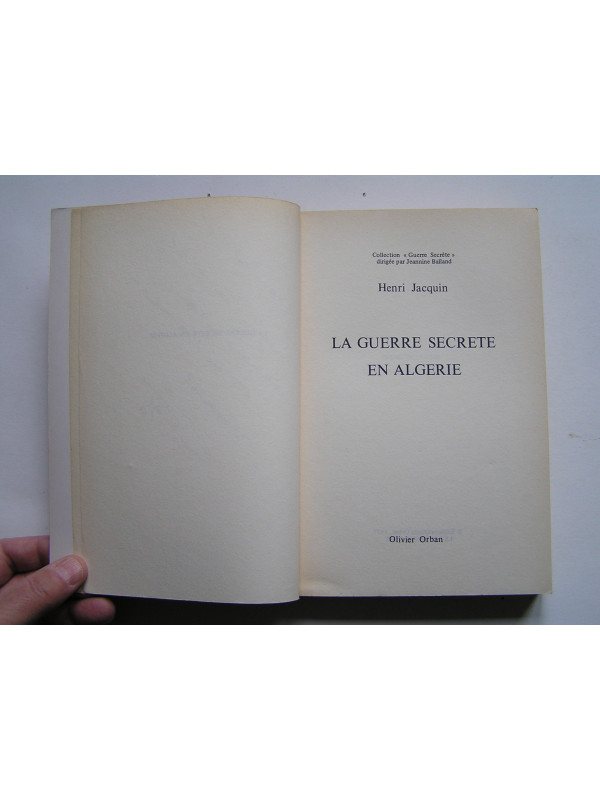 Collection « Guerre Secrète »
dirigée par Jeannine Balland
Henri Jacquin
LA GUERRE SECRETE
EN ALGERIE
Olivier Orban